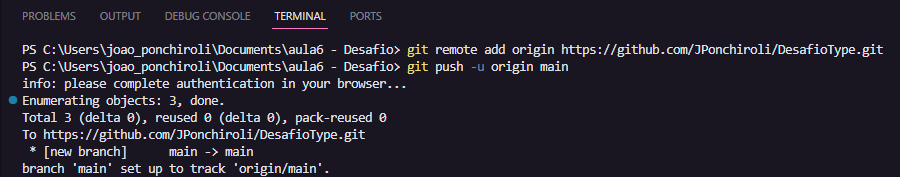 PROBLEMS OUTPUT DEBUG CONSOLE TERMINAL PORTS
PS C:\Users\joao_ponchiroli\Documents\aula6 - Desafio> git remote add origin https://github.com/JPonchiroli/DesafioType.git
PS C:\Users\joao_ponchiroli\Documents\aula6 - Desafio> git push -u origin main
info: please complete authentication in your browser...
Enumerating objects: 3, done.
Total 3 (delta 0), reused 0 (delta 0), pack-reused 0
To https://github.com/JPonchiroli/DesafioType.git
 * [new branch]      main -> main
branch 'main' set up to track 'origin/main'.